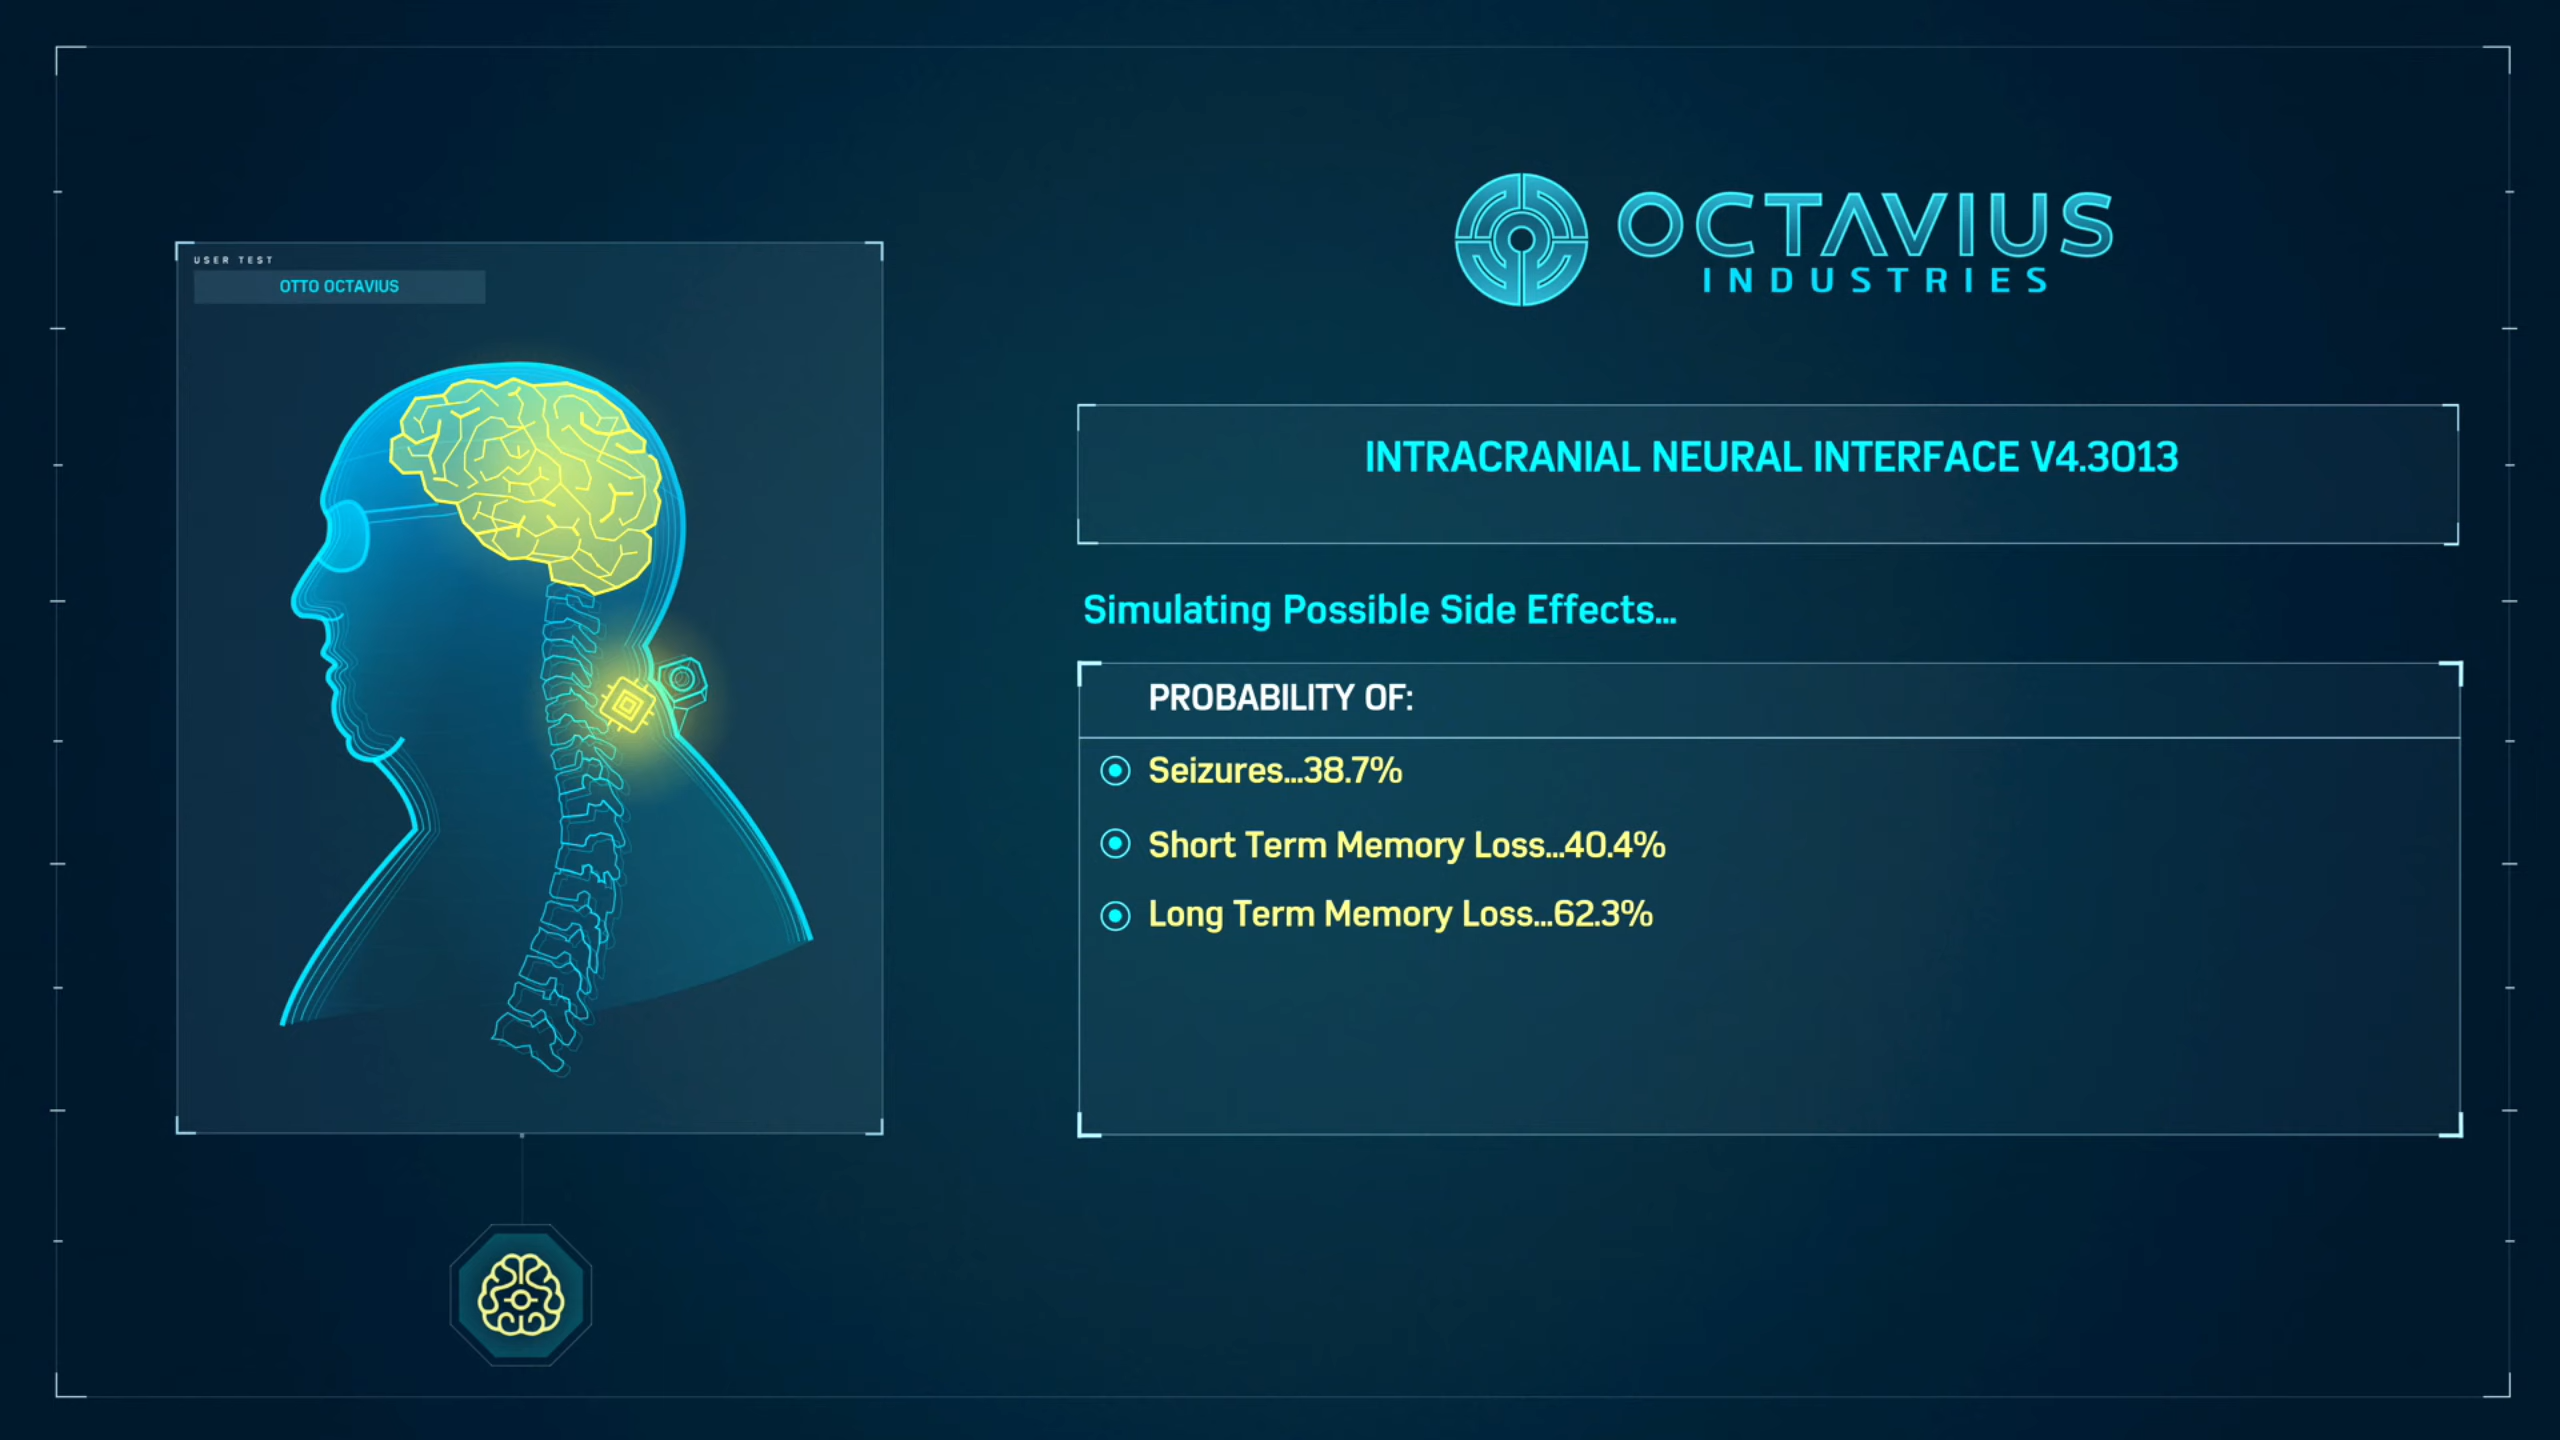 USER TEST
OTTO OCTAVIUS
OCTAVIUS
INDUSTRIES
INTRACRANIAL NEURAL INTERFACE V4.3013
Simulating Possible Side Effects...
PROBABILITY OF:
Seizures...38.7%
Short Term Memory Loss...40.4%
Long Term Memory Loss...62.3%